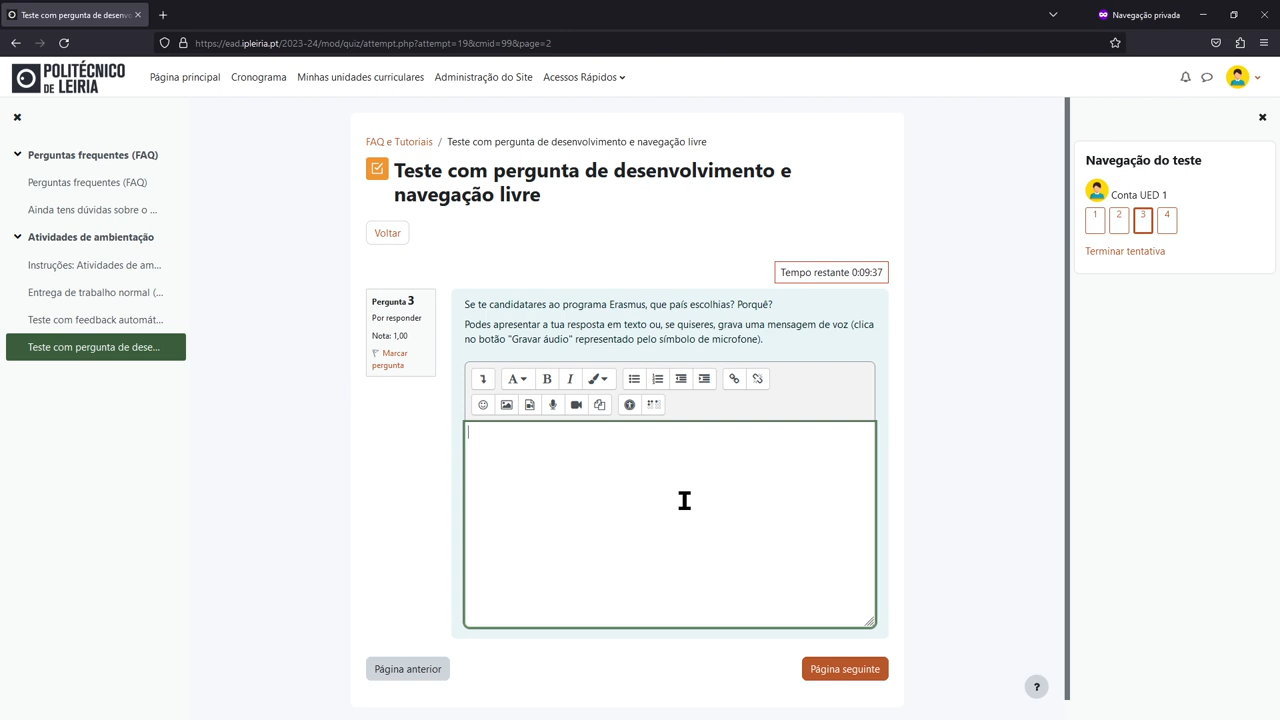 Teste com pergunta de desenvo
Navegação privada
https://ead.ipleiria.pt/2023-24/mod/quiz/attempt.php?attempt=19&cmid=99&page=2
POLITÉCNICO
DE LEIRIA
Página principal
Cronograma
Minhas unidades curriculares
Administração do Site
Acessos Rápidos
Perguntas frequentes (FAQ)
Perguntas frequentes (FAQ)
Ainda tens dúvidas sobre o ...
Atividades de ambientação
Instruções: Atividades de am...
Entrega de trabalho normal (...
Teste com feedback automát...
Teste com pergunta de dese...
FAQ e Tutoriais / Teste com pergunta de desenvolvimento e navegação livre
Teste com pergunta de desenvolvimento e
navegação livre
Voltar
Tempo restante 0:09:37
Pergunta 3
Por responder
Nota: 1,00
Marcar
pergunta
Se te candidatares ao programa Erasmus, que país escolhias? Porquê?
Podes apresentar a tua resposta em texto ou, se quiseres, grava uma mensagem de voz (clica
no botão "Gravar áudio" representado pelo símbolo de microfone).
A
B
I
Página anterior
Página seguinte
?
Navegação do teste
Conta UED 1
1
2
3
4
Terminar tentativa